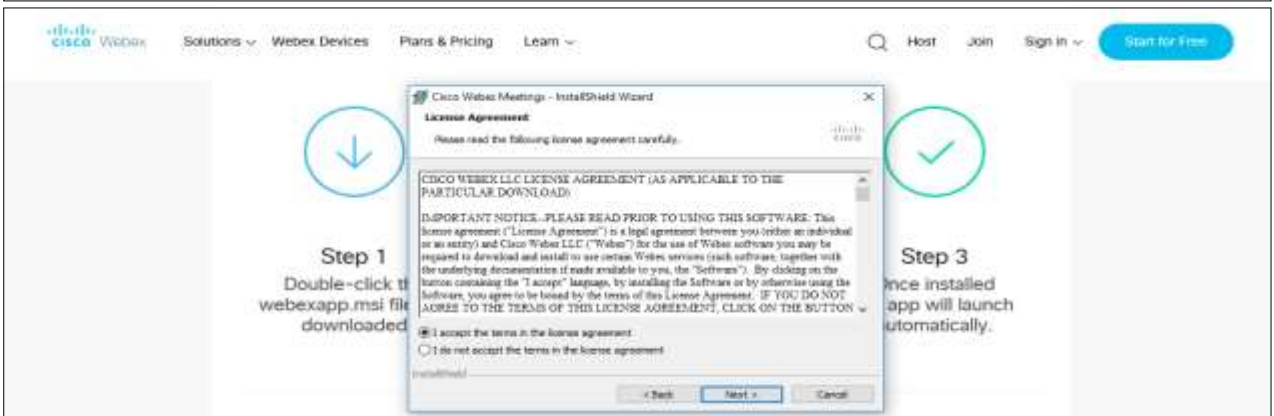 cisco Webex Solutions Webex Devices Plans & Pricing Learn Host Join Sign in Start for Free
Cisco Webex Meetings - InstallShield Wizard
License Agreement
Please read the following license agreement carefully.
cisco
CISCO WEBEX LLC LICENSE AGREEMENT (AS APPLICABLE TO THE
PARTICULAR DOWNLOAD)
IMPORTANT NOTICE--PLEASE READ PRIOR TO USING THIS SOFTWARE: This
license agreement ("License Agreement") is a legal agreement between you (either an individual
or an entity) and Cisco Webex LLC ("Webex") for the use of Webex software you may be
required to download and install to use certain Webex services (such software, together with
the underlying documentation if made available to you, the "Software"). By clicking on the
button containing the "I accept" language, by installing the Software or by otherwise using the
Software, you agree to be bound by the terms of this License Agreement. IF YOU DO NOT
AGREE TO THE TERMS OF THIS LICENSE AGREEMENT, CLICK ON THE BUTTON
I accept the terms in the license agreement
I do not accept the terms in the license agreement
InstallShield
< Back Next > Cancel
Step 1
Double-click th
webexapp.msi file
downloaded
Step 3
Once installed
app will launch
automatically.